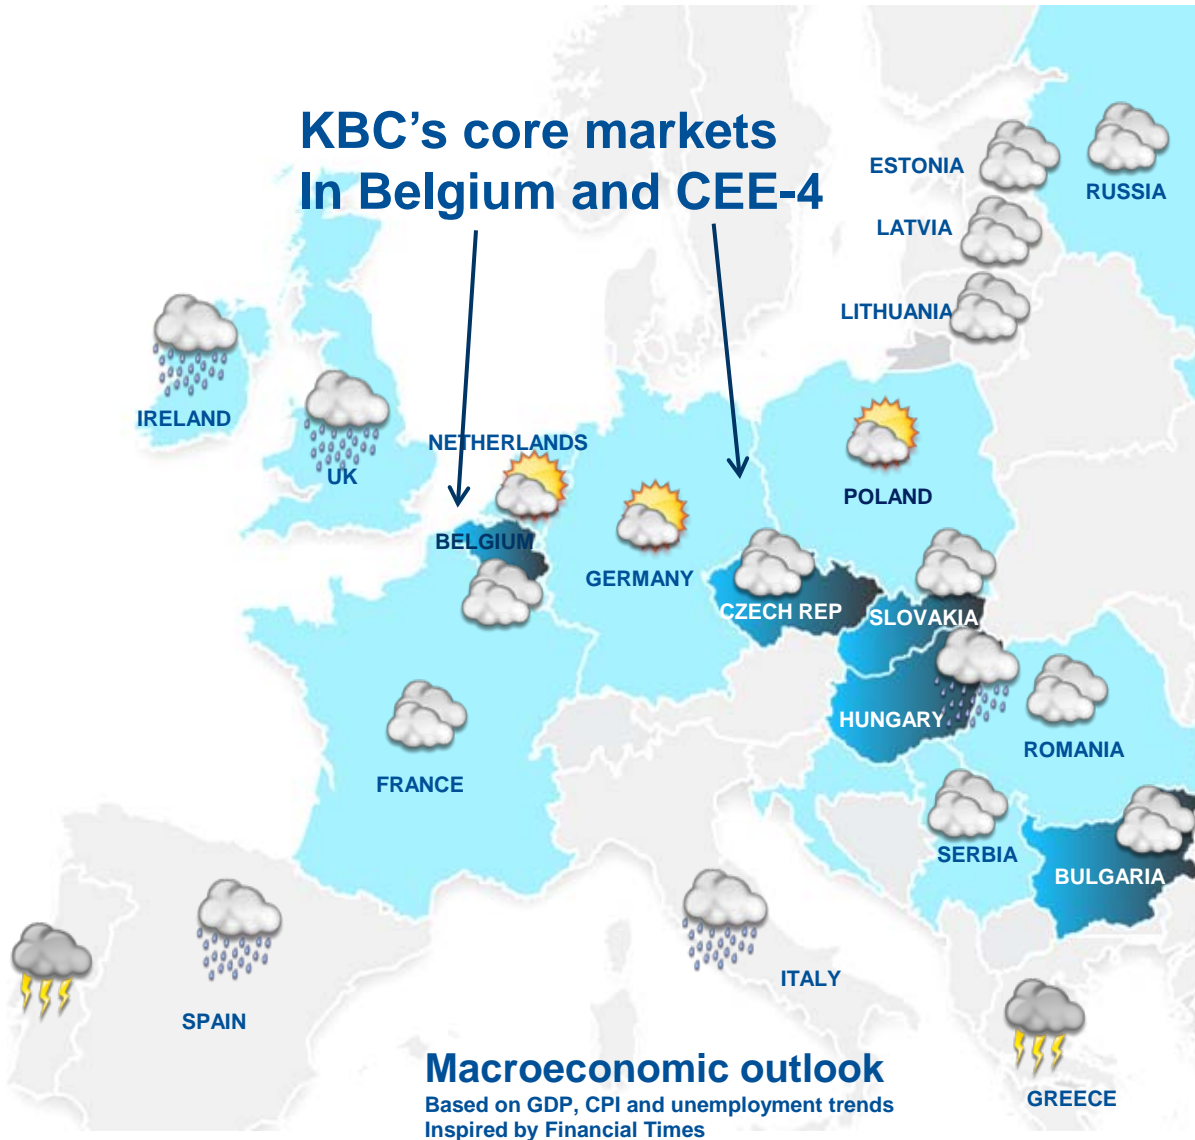 KBC’s core markets
In Belgium and CEE-4
ESTONIA
RUSSIA
LATVIA
LITHUANIA
IRELAND
NETHERLANDS
UK
POLAND
BELGIUM
GERMANY
CZECH REP
SLOVAKIA
HUNGARY
ROMANIA
FRANCE
SERBIA
BULGARIA
ITALY
SPAIN
Macroeconomic outlook
Based on GDP, CPI and unemployment trends
Inspired by Financial Times
GREECE